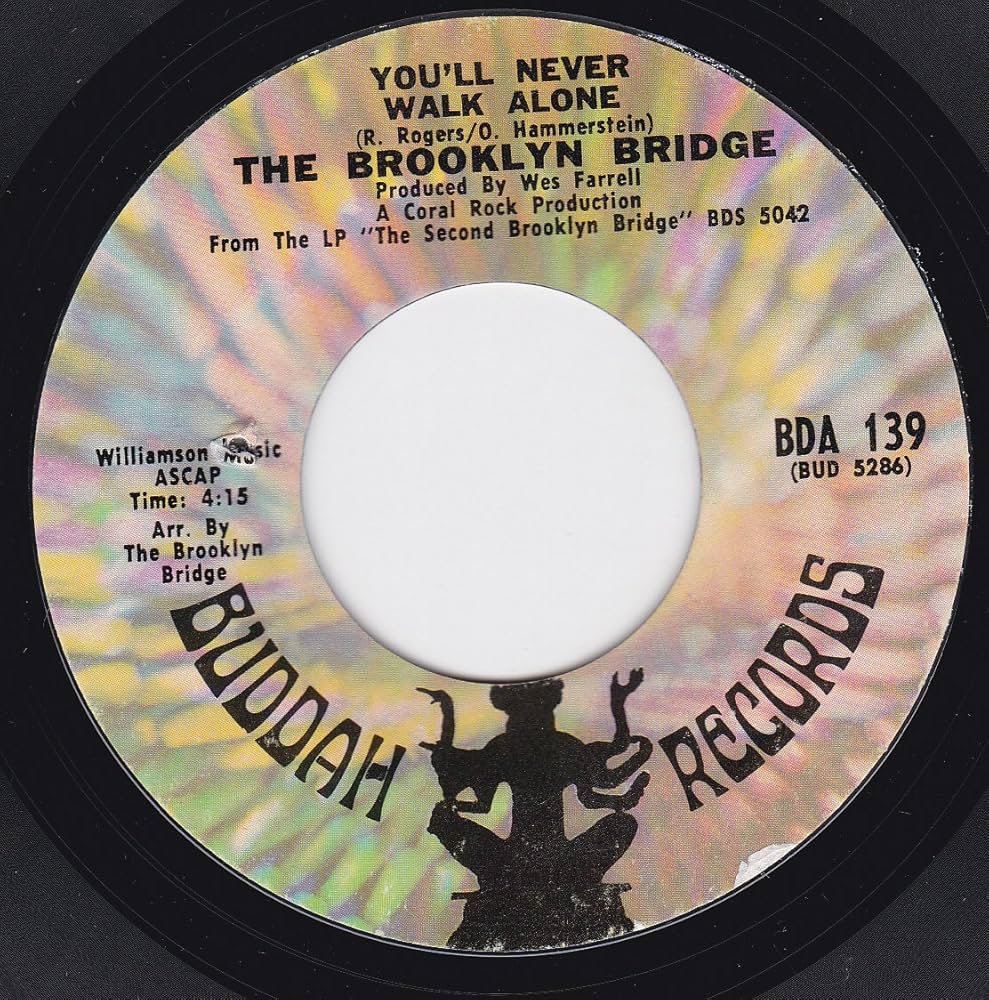 YOU'LL NEVER
WALK ALONE
(R. Rogers/O. Hammerstein)
THE BROOKLYN BRIDGE
Produced By Wes Farrell
A Coral Rock Production
From The LP "The Second Brooklyn Bridge" BDS 5042
Williamson Music
ASCAP
Time: 4:15
Arr. By
The Brooklyn
Bridge
BDA 139
(BUD 5286)
BUDDAH RECORDS